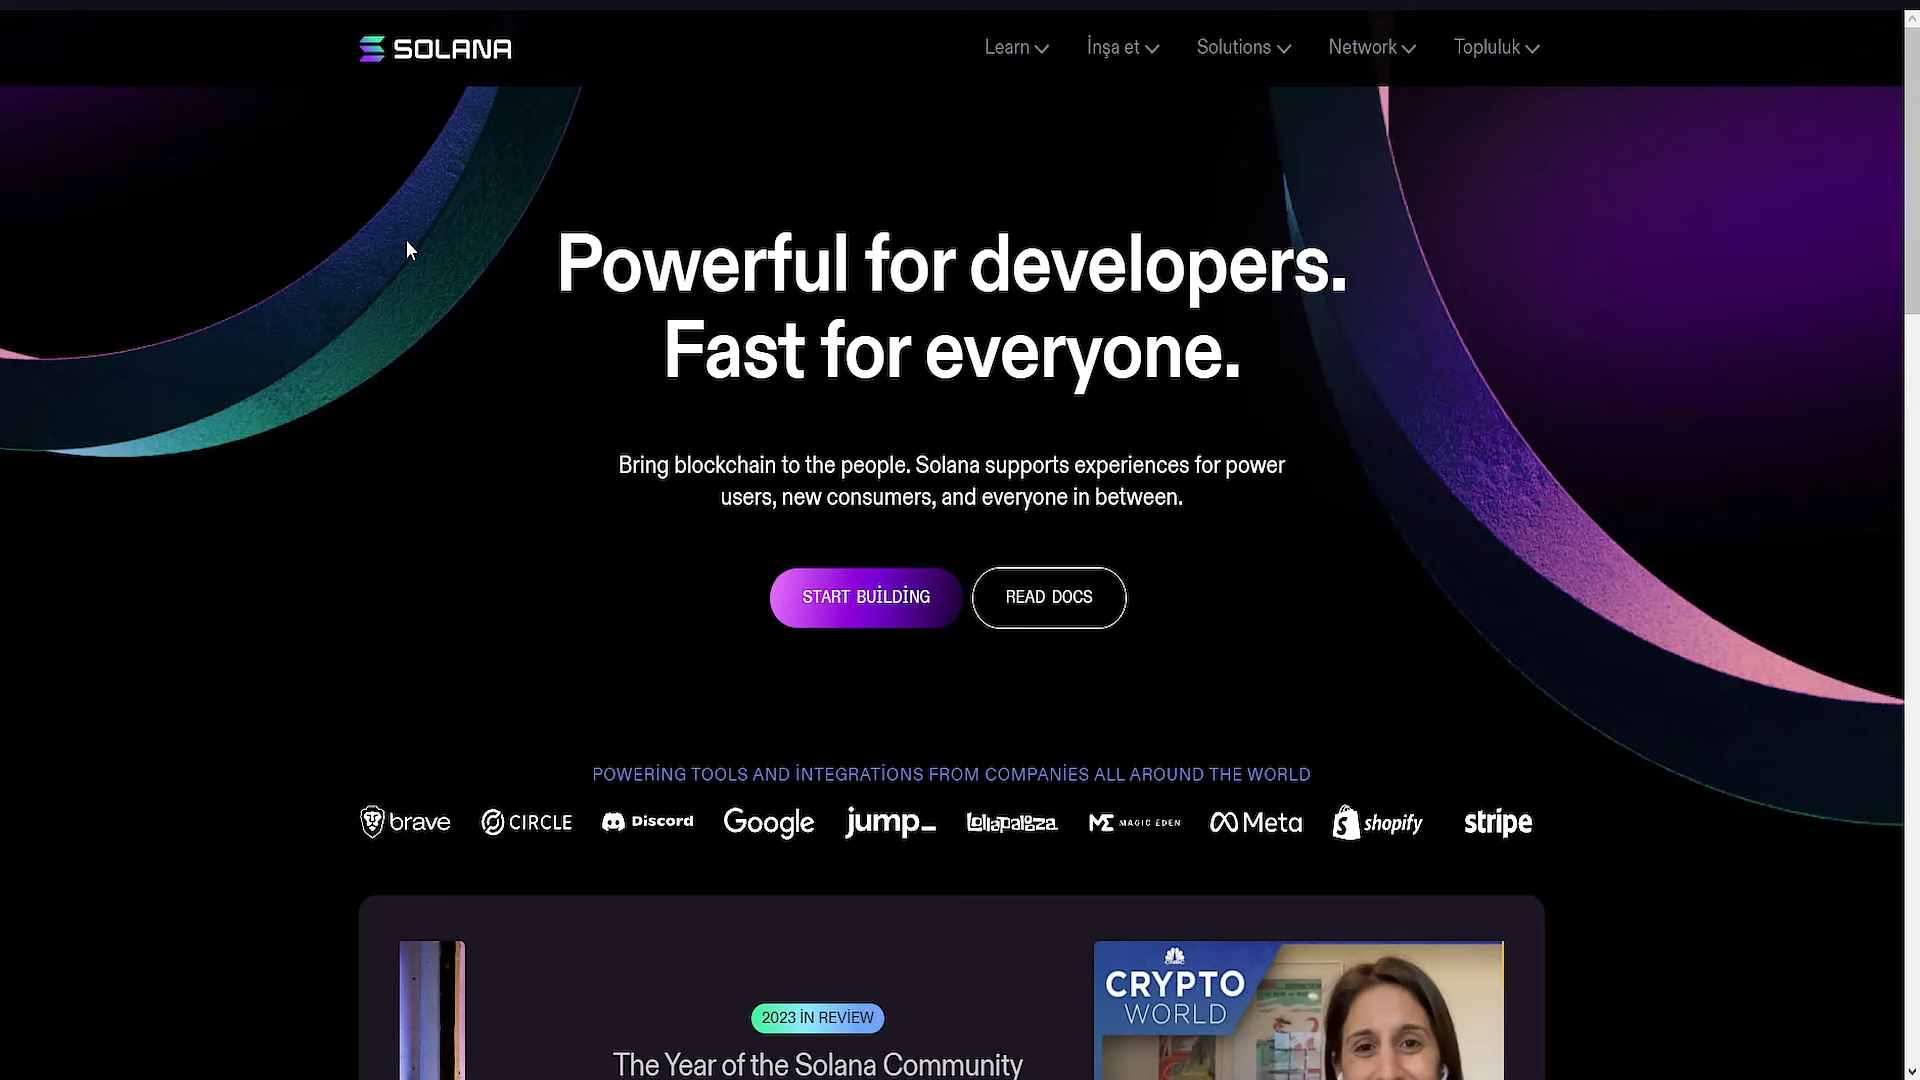 SOLANA
Learn İnşa et Solutions Network Topluluk
Powerful for developers.
Fast for everyone.
Bring blockchain to the people. Solana supports experiences for power
users, new consumers, and everyone in between.
START BUİLDİNG READ DOCS
POWERİNG TOOLS AND İNTEGRATİONS FROM COMPANİES ALL AROUND THE WORLD
brave CIRCLE Discord Google jump_ Lollapalooza MAGIC EDEN Meta shopify stripe
CNBC
CRYPTO
WORLD
2023 İN REVİEW
The Year of the Solana Community